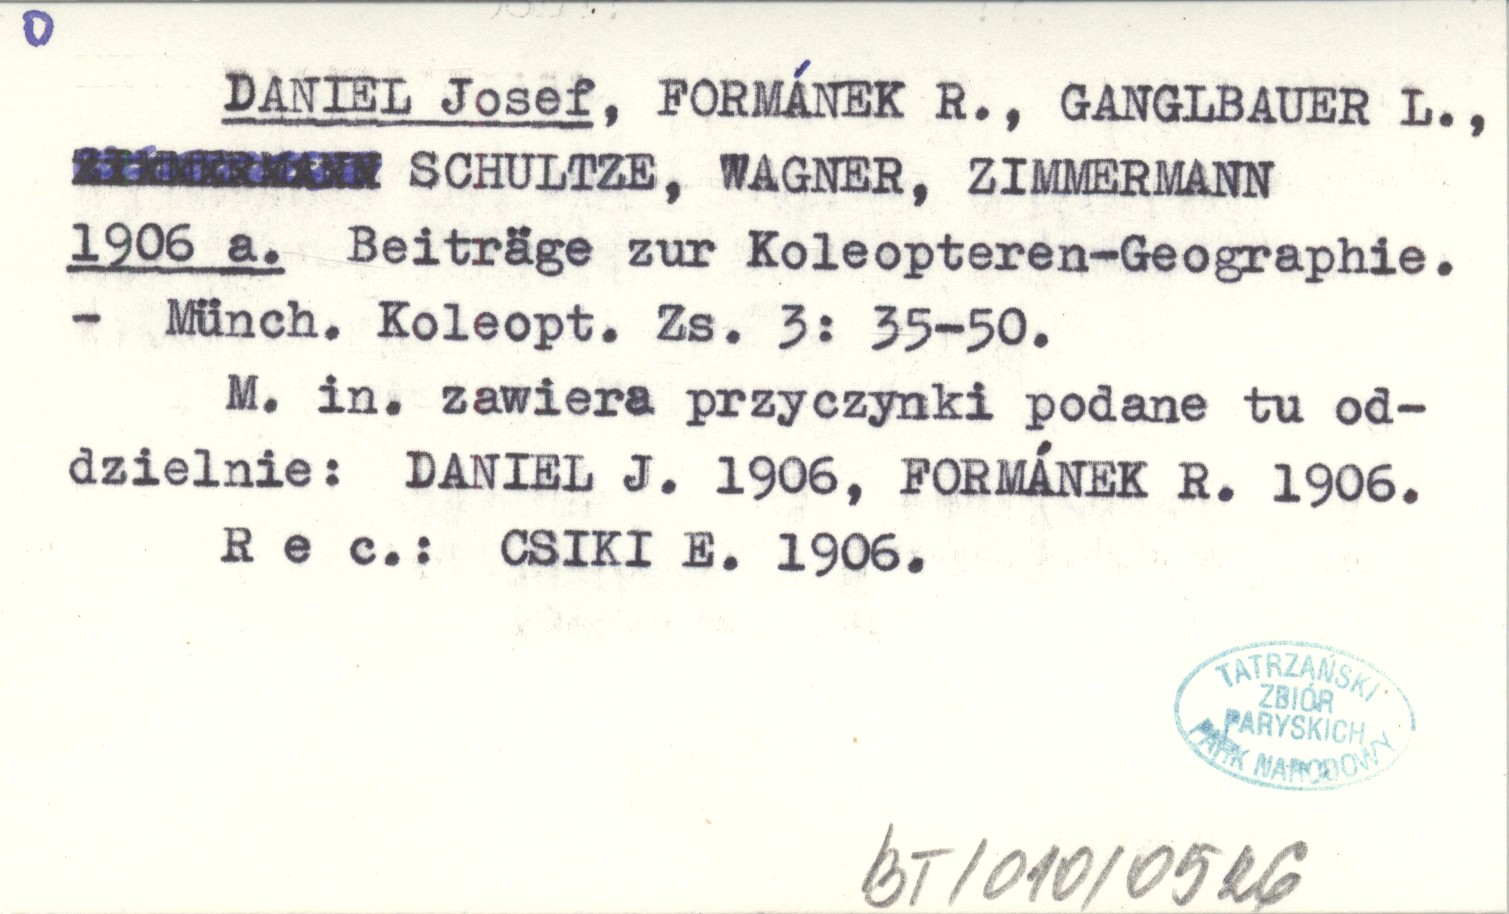 D
DANIEL Josef, FORMÁNEK R., GANGLBAUER L.,
ZIMMERMANN SCHULTZE, WAGNER, ZIMMERMANN
1906 a. Beiträge zur Koleopteren-Geographie.
- Münch. Koleopt. Zs. 3: 35-50.
M. in. zawiera przyczynki podane tu od-
dzielnie: DANIEL J. 1906, FORMÁNEK R. 1906.
R e c.: CSIKI E. 1906.
TATRZAŃSKI
ZBIÓR
PARYSKICH
PARK NARODOWY
BT/010/0526